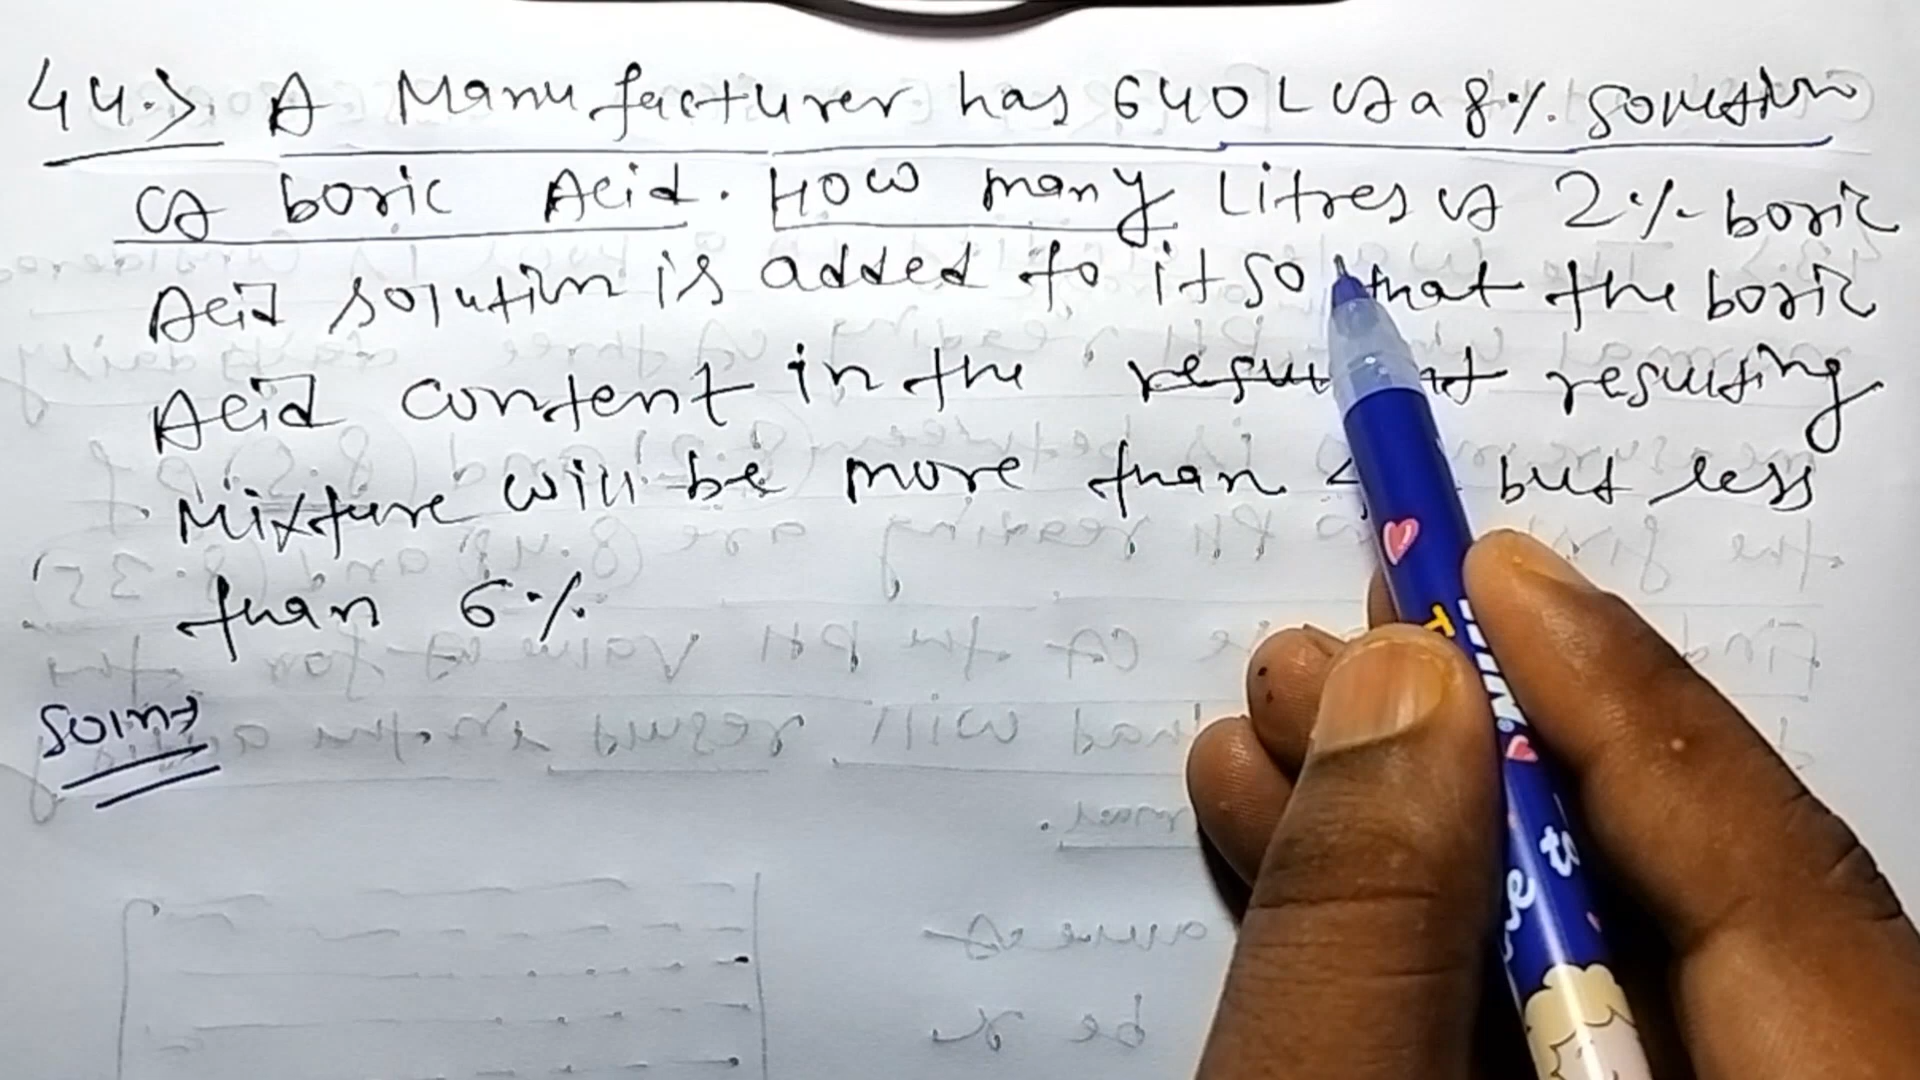 44.> A Manufacturer has 640 L of a 8% solution
of boric Acid. How many Litres of 2% boric
Acid solution is added to it so that the boric
Acid content in the resulting
Mixture will be more than but less
than 6%
Soln→